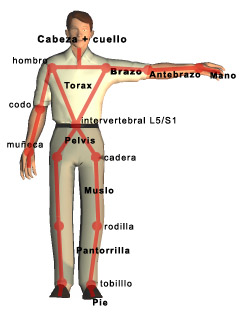 Cabeza + cuello
hombro
Brazo
Antebrazo
Mano
Torax
codo
intervertebral L5/S1
muñeca
Pelvis
cadera
Muslo
rodilla
Pantorrilla
tobilllo
Pie